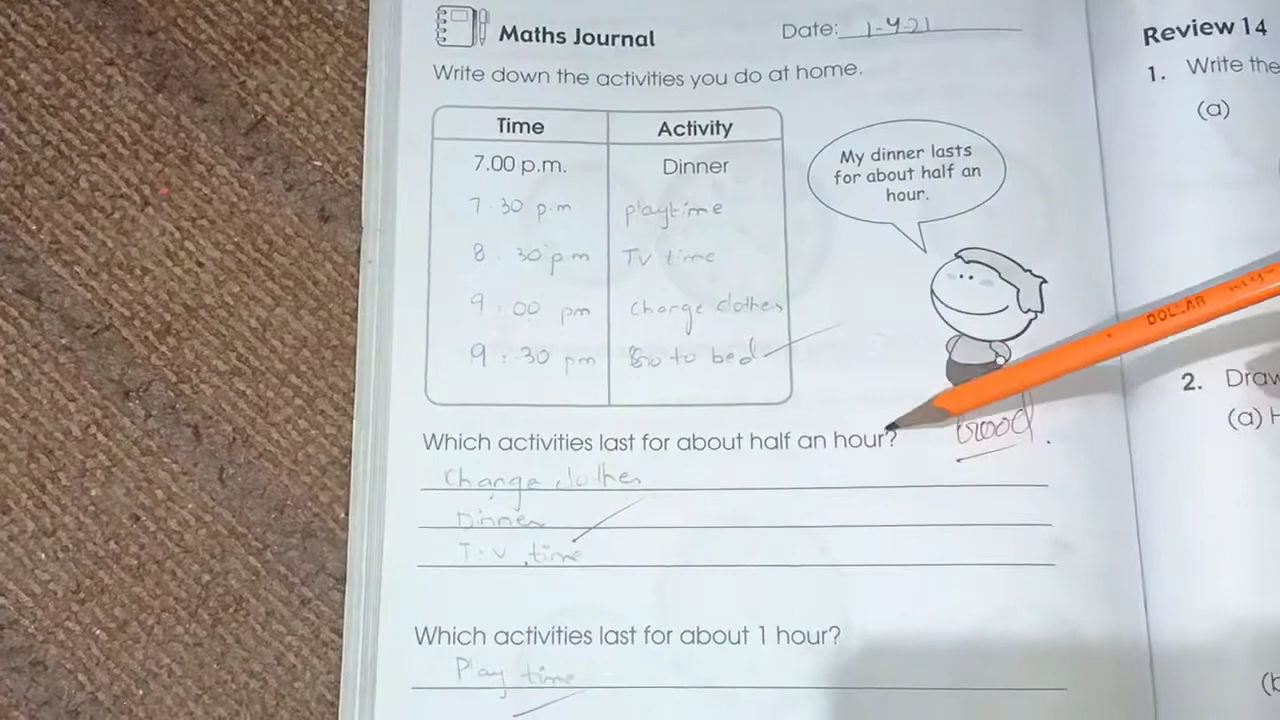 Maths Journal
Date: 1-4-21
Write down the activities you do at home.
Time Activity
7.00 p.m. Dinner
7.30 p.m playtime
8.30 pm TV time
9:00 pm Change clothes
9:30 pm Go to bed
My dinner lasts
for about half an
hour.
Good.
Which activities last for about half an hour?
Change clothes
Dinner
T.V time
Which activities last for about 1 hour?
Play time
Review 14
1. Write the
(a)
2. Draw
(a) H
(b
DOLLAR